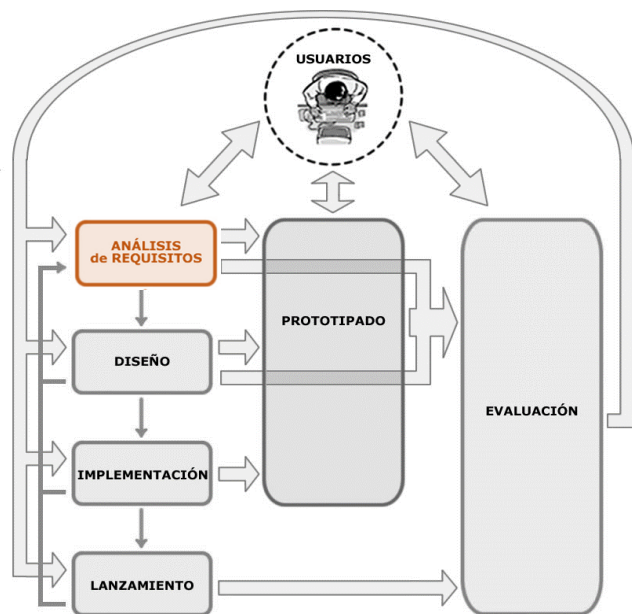 USUARIOS
ANÁLISIS
de REQUISITOS
PROTOTIPADO
DISEÑO
EVALUACIÓN
IMPLEMENTACIÓN
LANZAMIENTO